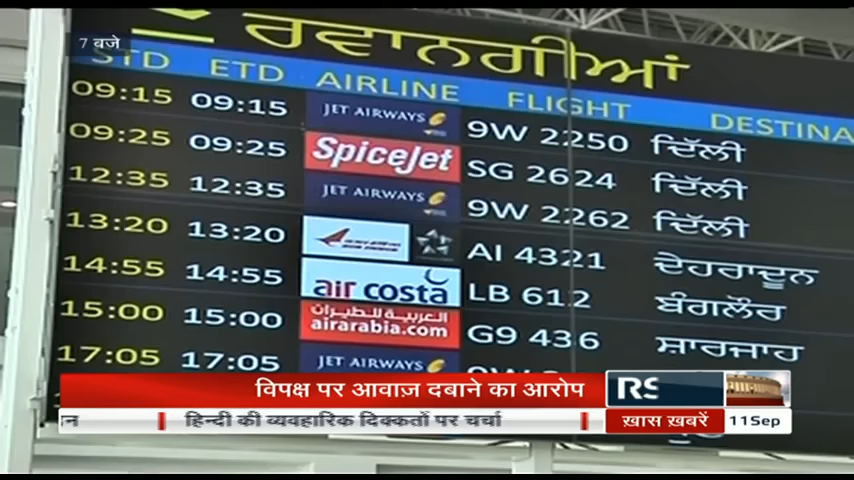 7 बजे
ਰਵਾਨਗੀਆਂ
STD ETD AIRLINE FLIGHT DESTINA
09:15 09:15 JET AIRWAYS 9W 2250 ਦਿੱਲੀ
09:25 09:25 SpiceJet SG 2624 ਦਿੱਲੀ
12:35 12:35 JET AIRWAYS 9W 2262 ਦਿੱਲੀ
13:20 13:20 AI 4321 ਦੇਹਰਾਦੂਨ
14:55 14:55 air costa LB 612 ਬੰਗਲੌਰ
15:00 15:00 العربية للطيران airarabia.com G9 436 ਸ਼ਾਰਜਾਹ
17:05 17:05 JET AIRWAYS
विपक्ष पर आवाज़ दबाने का आरोप RS
हिन्दी की व्यवहारिक दिक्कतों पर चर्चा ख़ास ख़बरें 11Sep